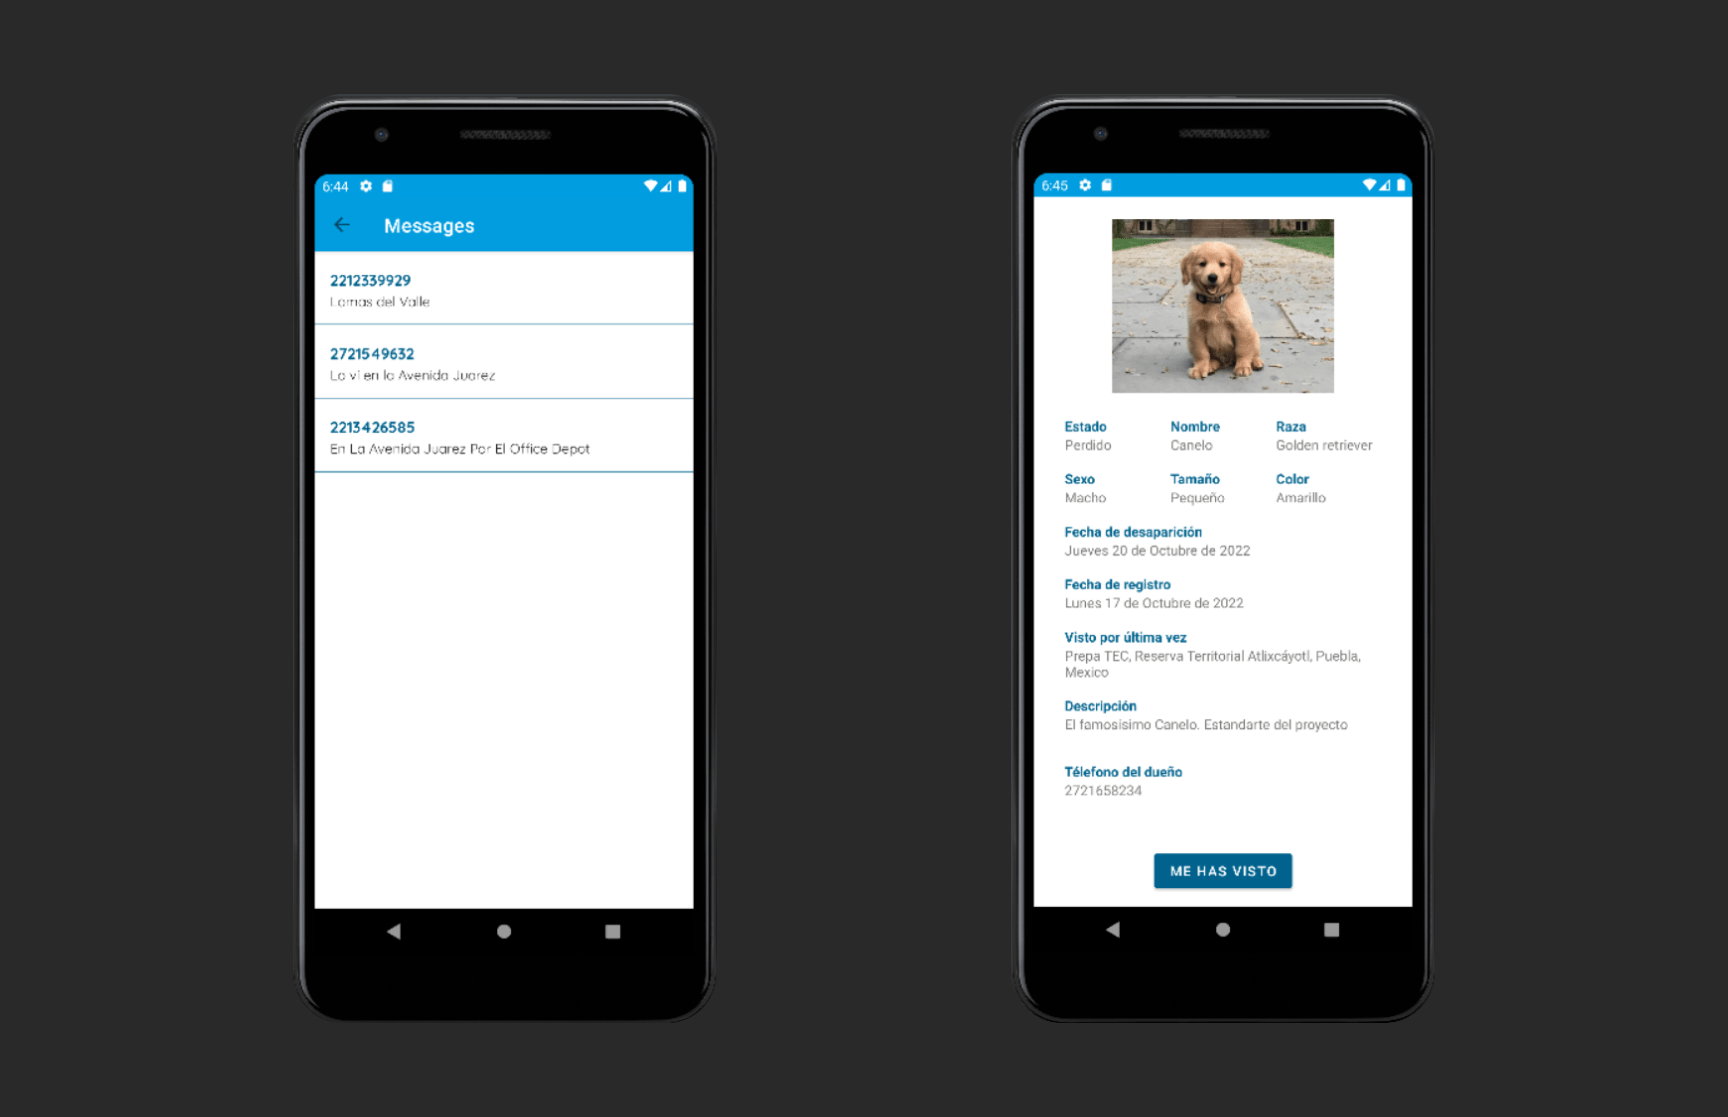 6:44
Messages
2212339929
Lomas del Valle
2721549632
La vi en la Avenida Juarez
2213426585
En La Avenida Juarez Por El Office Depot
6:45
Estado Nombre Raza
Perdido Canelo Golden retriever
Sexo Tamaño Color
Macho Pequeño Amarillo
Fecha de desaparición
Jueves 20 de Octubre de 2022
Fecha de registro
Lunes 17 de Octubre de 2022
Visto por última vez
Prepa TEC, Reserva Territorial Atlixcáyotl, Puebla,
Mexico
Descripción
El famosisimo Canelo. Estandarte del proyecto
Télefono del dueño
2721658234
ME HAS VISTO